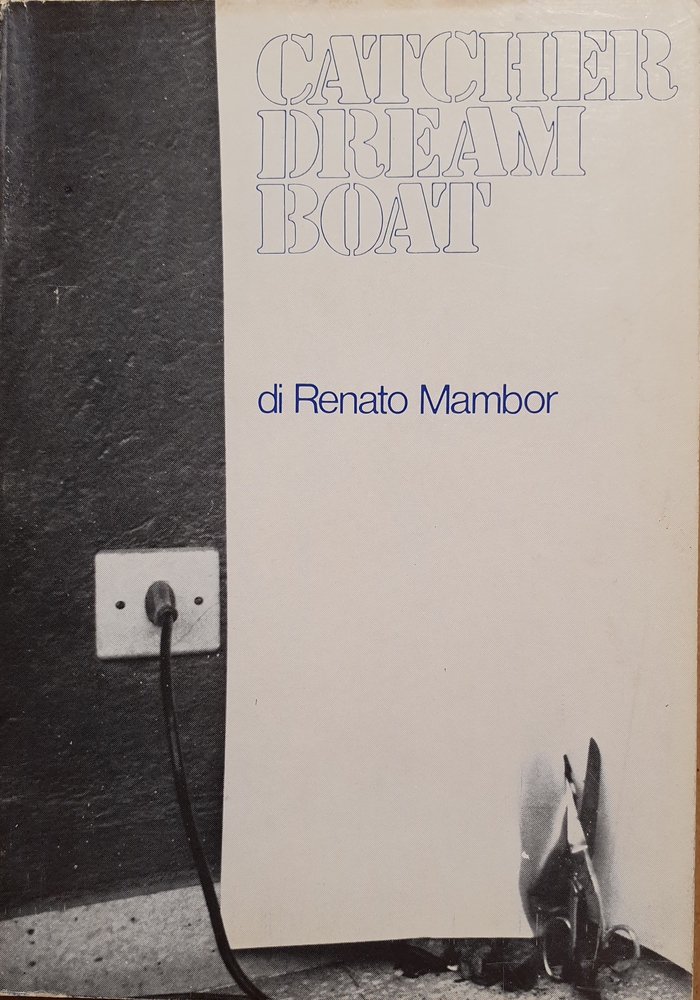 CATCHER
DREAM
BOAT
di Renato Mambor